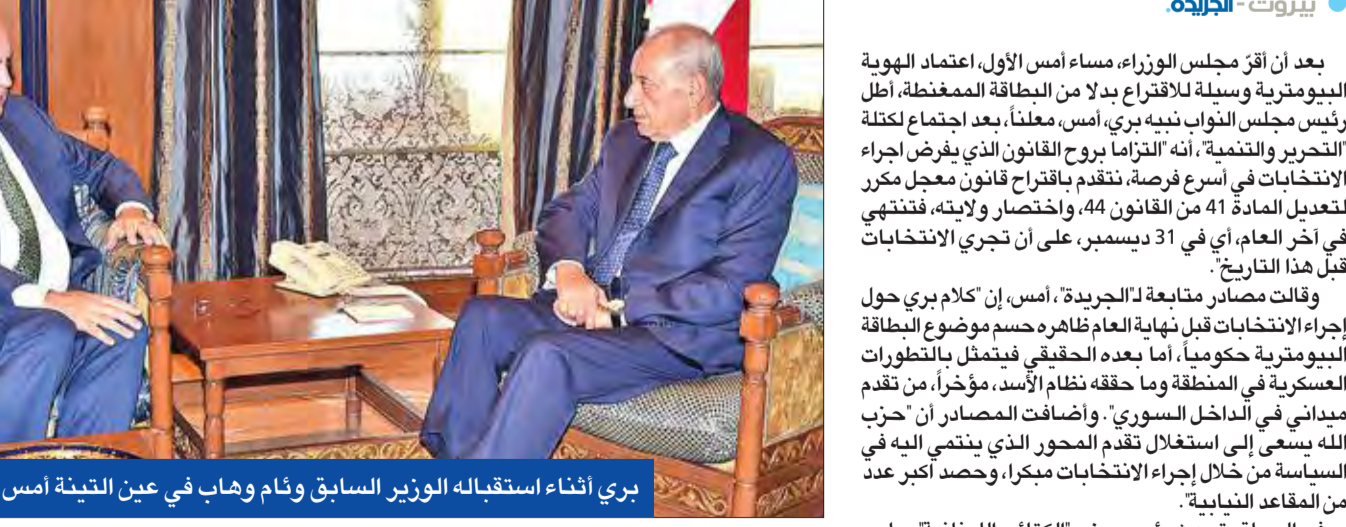 بيروت - الجريدة.
بعد أن أقرّ مجلس الوزراء، مساء أمس الأول، اعتماد الهوية
البيومترية وسيلة للاقتراع بدلا من البطاقة الممغنطة، أطل
رئيس مجلس النواب نبيه بري، أمس، معلناً، بعد اجتماع لكتلة
"التحرير والتنمية"، أنه "التزاما بروح القانون الذي يفرض اجراء
الانتخابات في أسرع فرصة، نتقدم باقتراح قانون معجل مكرر
لتعديل المادة 41 من القانون 44، واختصار ولايته، فتنتهي
في آخر العام، أي في 31 ديسمبر، على أن تجري الانتخابات
قبل هذا التاريخ".
وقالت مصادر متابعة لـ"الجريدة"، أمس، إن "كلام بري حول
إجراء الانتخابات قبل نهاية العام ظاهره حسم موضوع البطاقة
البيومترية حكومياً، أما بعده الحقيقي فيتمثل بالتطورات
العسكرية في المنطقة وما حققه نظام الأسد، مؤخراً، من تقدم
ميداني في الداخل السوري". وأضافت المصادر أن "حزب
الله يسعى إلى استغلال تقدم المحور الذي ينتمي اليه في
السياسة من خلال إجراء الانتخابات مبكرا، وحصد أكبر عدد
من المقاعد النيابية".
بري أثناء استقباله الوزير السابق وئام وهاب في عين التينة أمس